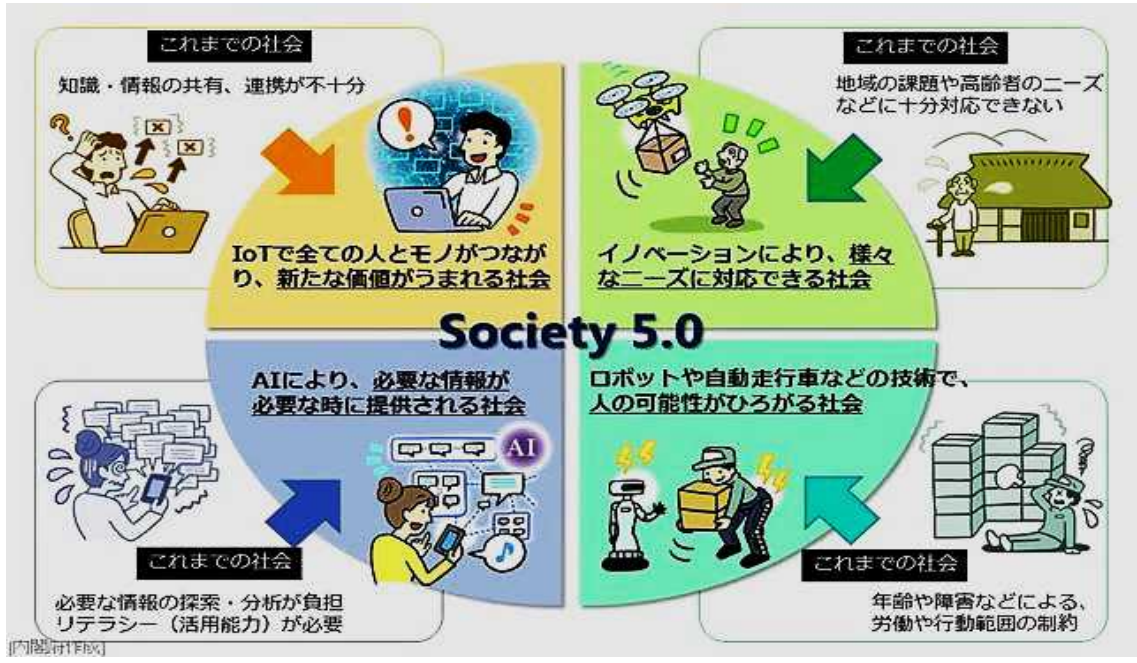 これまでの社会
知識・情報の共有、連携が不十分
IoTで全ての人とモノがつなが
り、新たな価値がうまれる社会
これまでの社会
地域の課題や高齢者のニーズ
などに十分対応できない
イノベーションにより、様々
なニーズに対応できる社会
Society 5.0
AIにより、必要な情報が
必要な時に提供される社会
AI
これまでの社会
必要な情報の探索・分析が負担
リテラシー（活用能力）が必要
ロボットや自動走行車などの技術で、
人の可能性がひろがる社会
これまでの社会
年齢や障害などによる、
労働や行動範囲の制約
[内閣府作成]